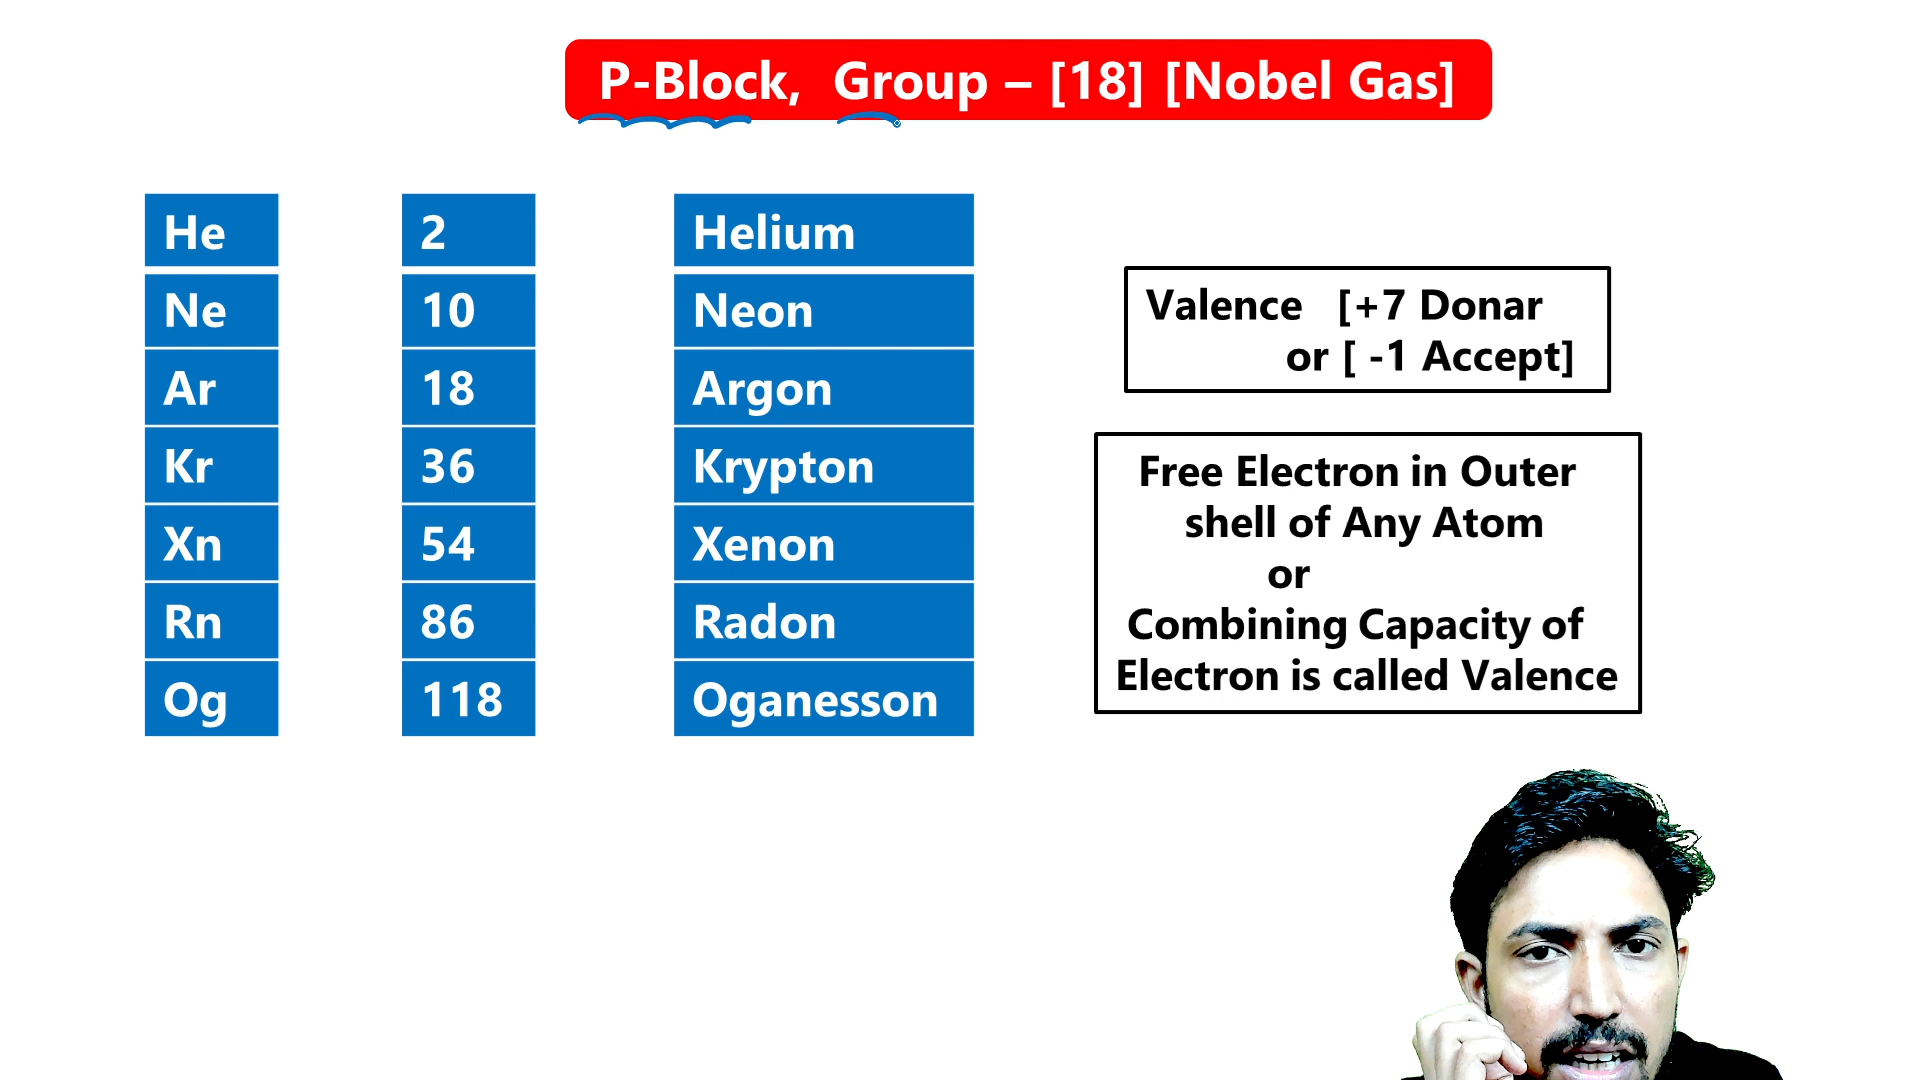 P-Block, Group – [18] [Nobel Gas]
He 2 Helium
Ne 10 Neon
Ar 18 Argon
Kr 36 Krypton
Xn 54 Xenon
Rn 86 Radon
Og 118 Oganesson
Valence [+7 Donar
or [ -1 Accept]
Free Electron in Outer
shell of Any Atom
or
Combining Capacity of
Electron is called Valence